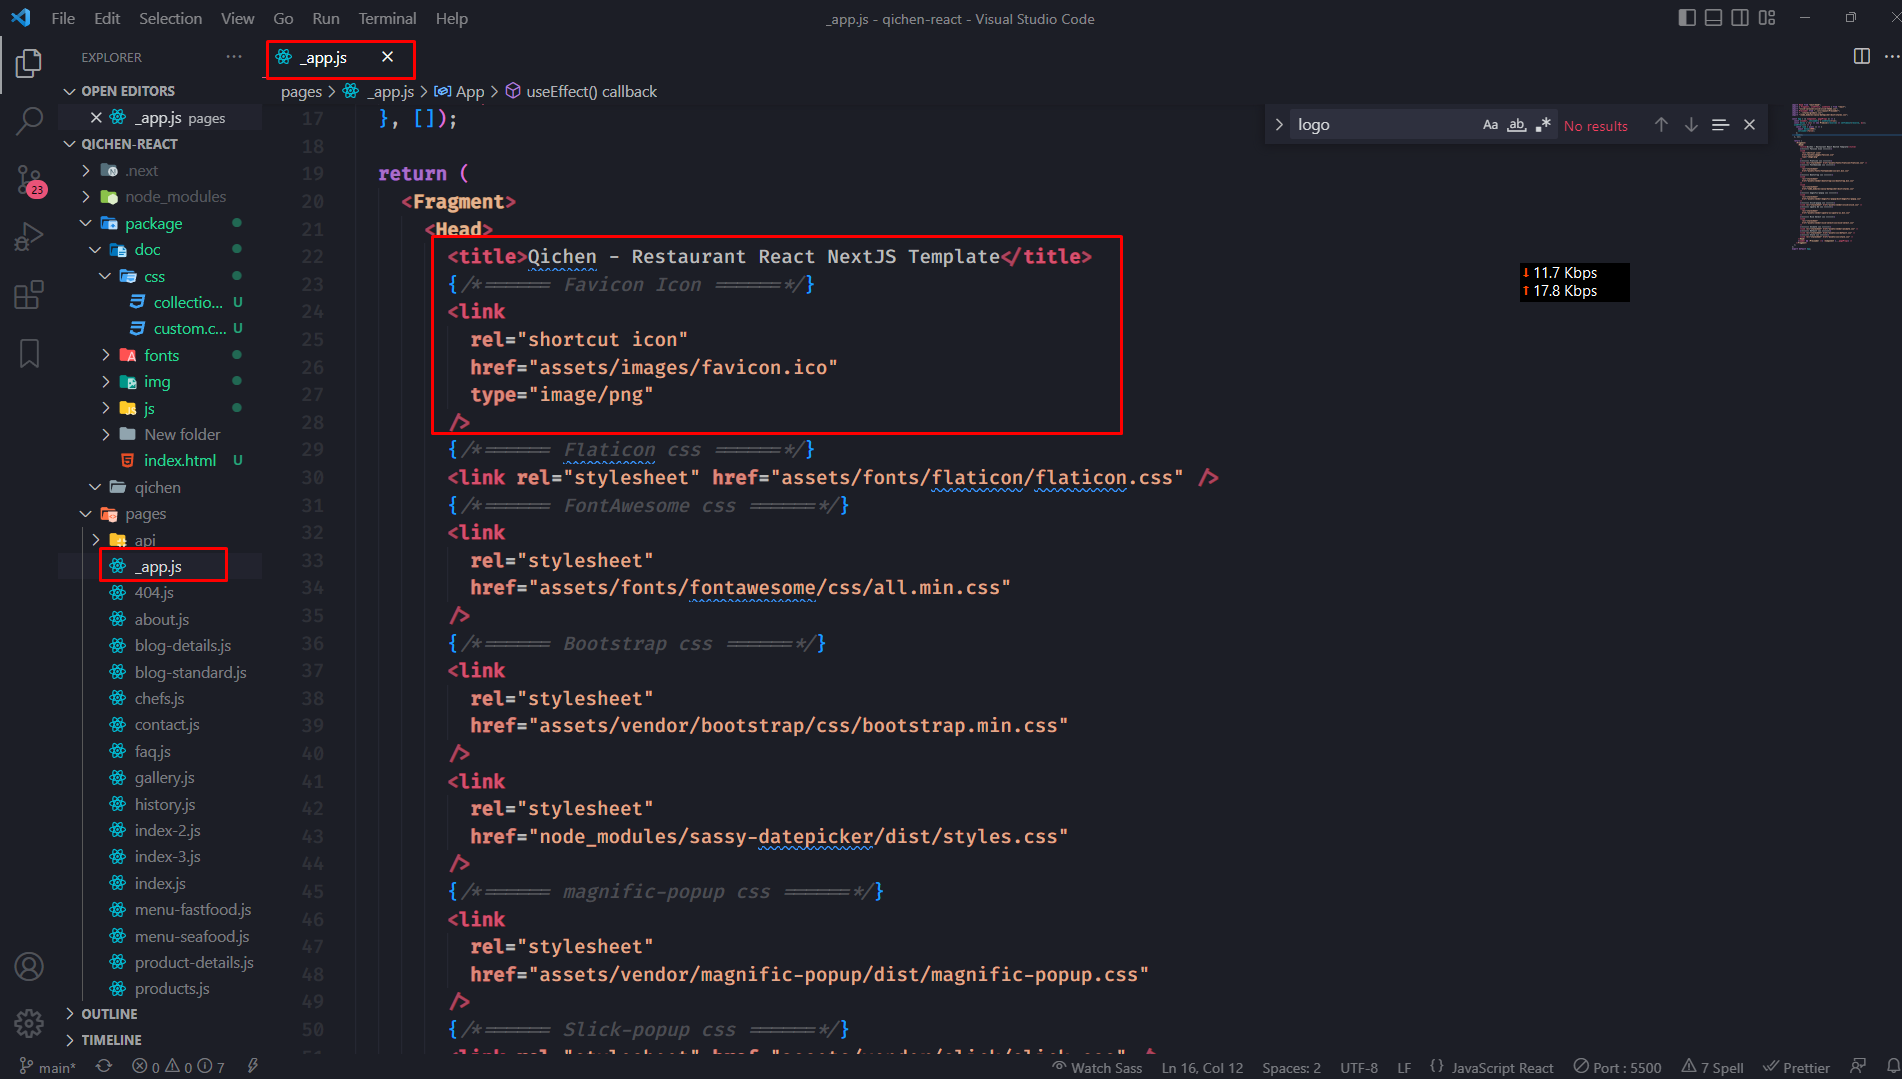 File Edit Selection View Go Run Terminal Help
_app.js - qichen-react - Visual Studio Code
EXPLORER
OPEN EDITORS
_app.js pages
QICHEN-REACT
.next
node_modules
package
doc
css
collectio... U
custom.c... U
fonts
img
js
New folder
index.html U
qichen
pages
api
_app.js
404.js
about.js
blog-details.js
blog-standard.js
chefs.js
contact.js
faq.js
gallery.js
history.js
index-2.js
index-3.js
index.js
menu-fastfood.js
menu-seafood.js
product-details.js
products.js
OUTLINE
TIMELINE
23
_app.js
pages > _app.js > App > useEffect() callback
logo Aa ab .* No results
11.7 Kbps
17.8 Kbps
17 }, []);
18
19 return (
20 <Fragment>
21 <Head>
22 <title>Qichen - Restaurant React NextJS Template</title>
23 {/*====== Favicon Icon ======*/}
24 <link
25 rel="shortcut icon"
26 href="assets/images/favicon.ico"
27 type="image/png"
28 />
29 {/*====== Flaticon css ======*/}
30 <link rel="stylesheet" href="assets/fonts/flaticon/flaticon.css" />
31 {/*====== FontAwesome css ======*/}
32 <link
33 rel="stylesheet"
34 href="assets/fonts/fontawesome/css/all.min.css"
35 />
36 {/*====== Bootstrap css ======*/}
37 <link
38 rel="stylesheet"
39 href="assets/vendor/bootstrap/css/bootstrap.min.css"
40 />
41 <link
42 rel="stylesheet"
43 href="node_modules/sassy-datepicker/dist/styles.css"
44 />
45 {/*====== magnific-popup css ======*/}
46 <link
47 rel="stylesheet"
48 href="assets/vendor/magnific-popup/dist/magnific-popup.css"
49 />
50 {/*====== Slick-popup css ======*/}
main* 0 0 7 Watch Sass Ln 16, Col 12 Spaces: 2 UTF-8 LF {} JavaScript React Port : 5500 7 Spell Prettier